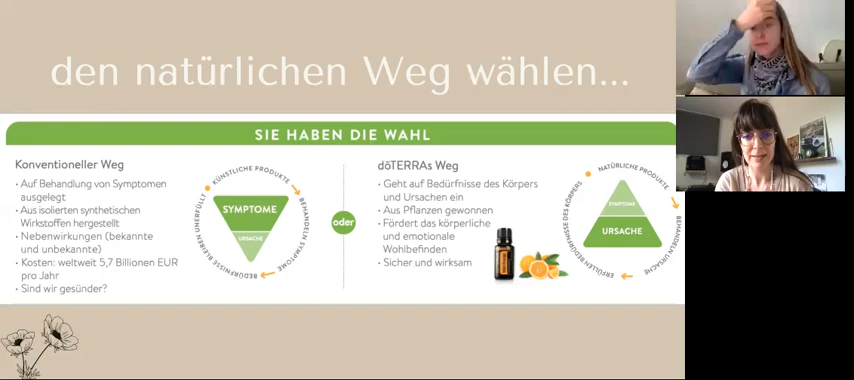 den natürlichen Weg wählen...
SIE HABEN DIE WAHL
Konventioneller Weg
• Auf Behandlung von Symptomen
ausgelegt
• Aus isolierten synthetischen
Wirkstoffen hergestellt
• Nebenwirkungen (bekannte
und unbekannte)
• Kosten: weltweit 5,7 Billionen EUR
pro Jahr
• Sind wir gesünder?
KÜNSTLICHE PRODUKTE
BEHANDELN SYMPTOME
BEDÜRFNISSE BLEIBEN UNERFÜLLT
SYMPTOME
URSACHE
oder
dōTERRAs Weg
• Geht auf Bedürfnisse des Körpers
und Ursachen ein
• Aus Pflanzen gewonnen
• Fördert das körperliche
und emotionale
Wohlbefinden
• Sicher und wirksam
NATÜRLICHE PRODUKTE
BEHANDELN URSACHE
ERFÜLLEN BEDÜRFNISSE DES KÖRPERS
SYMPTOME
URSACHE